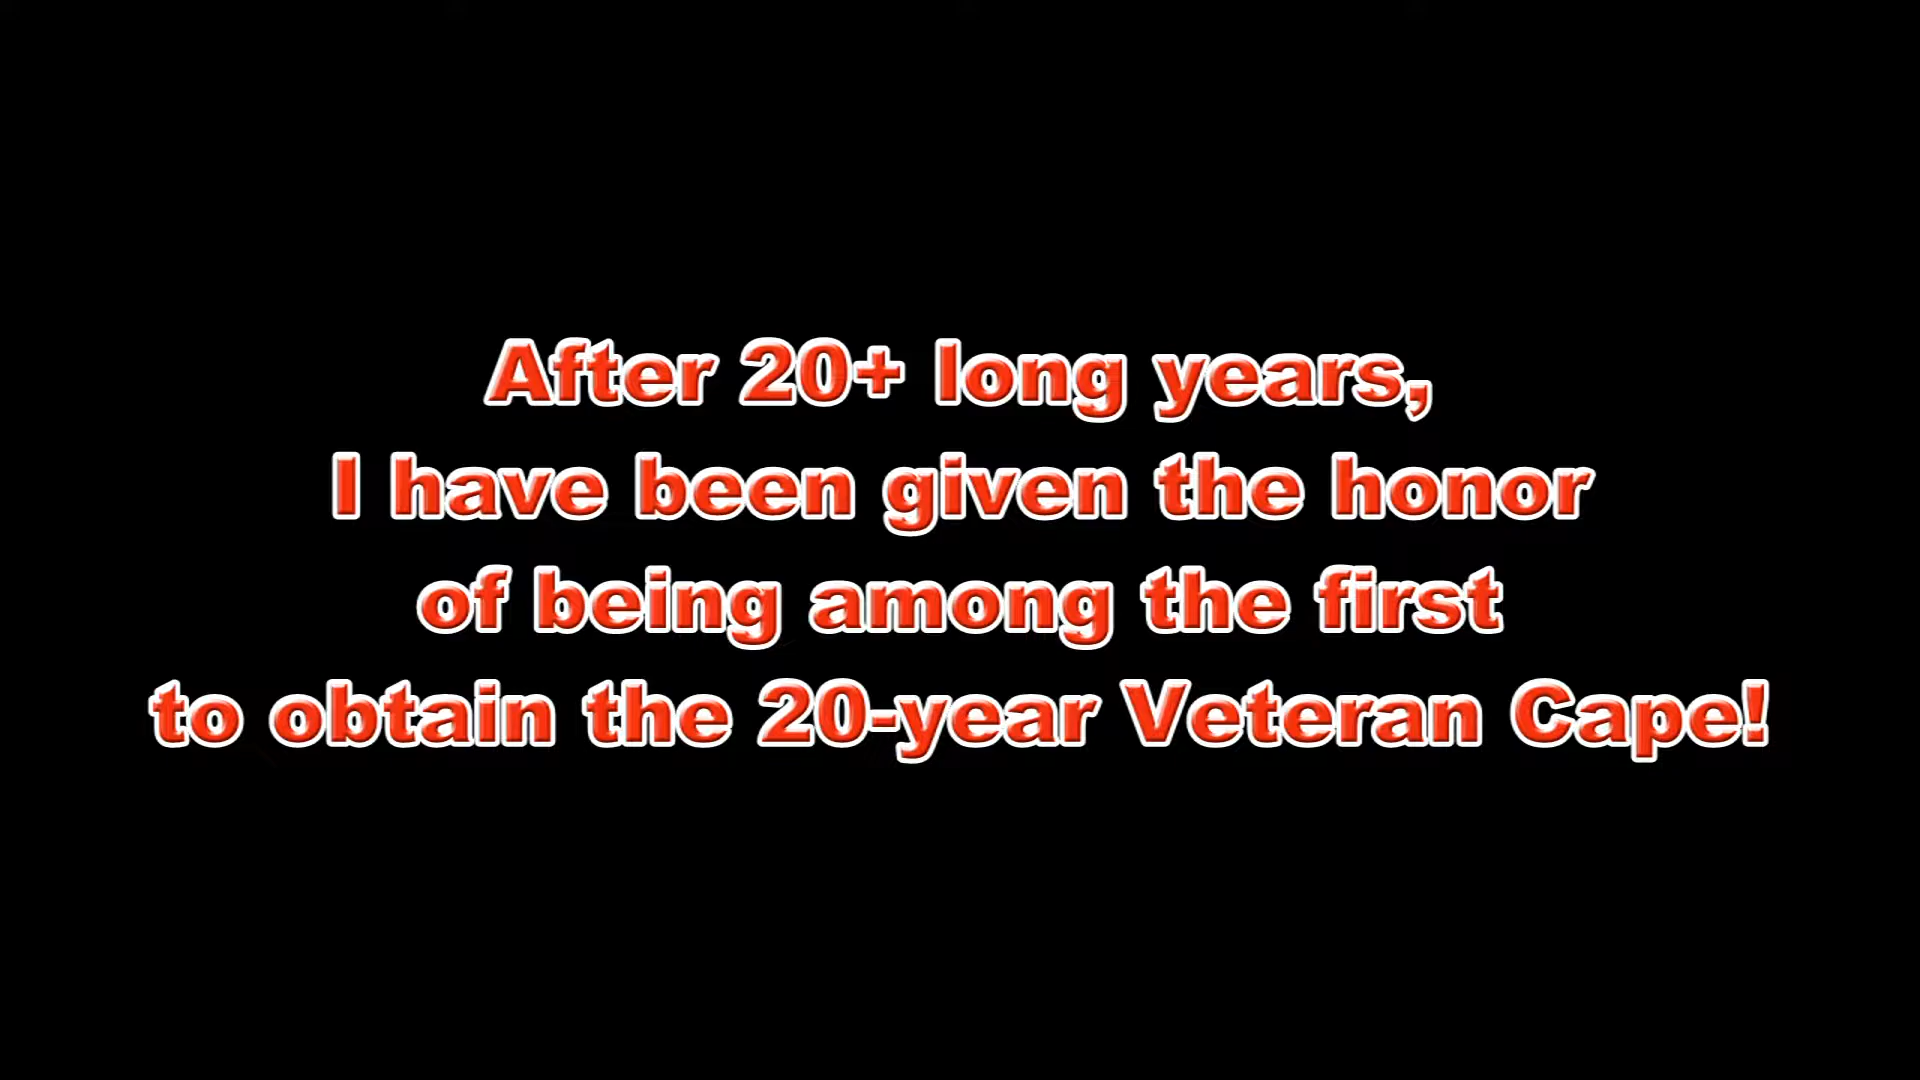 After 20+ long years,
I have been given the honor
of being among the first
to obtain the 20-year Veteran Cape!